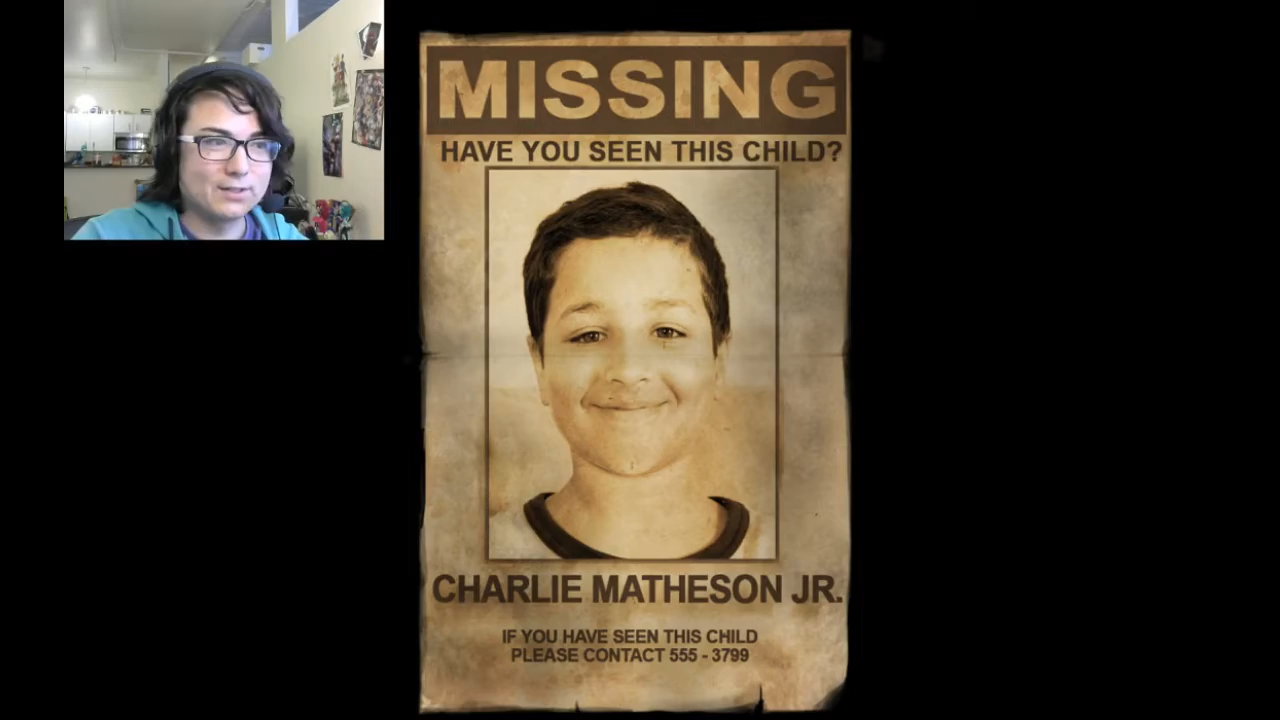 MISSING
HAVE YOU SEEN THIS CHILD?
CHARLIE MATHESON JR.
IF YOU HAVE SEEN THIS CHILD
PLEASE CONTACT 555 - 3799